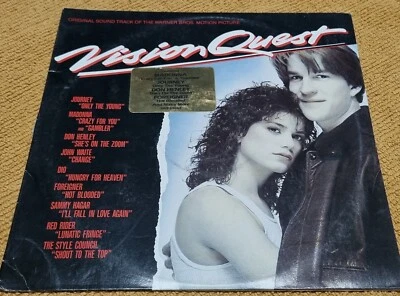 ORIGINAL SOUND TRACK OF THE WARNER BROS. MOTION PICTURE
Vision Quest
JOURNEY
"ONLY THE YOUNG"
MADONNA
"CRAZY FOR YOU"
AND "GAMBLER"
DON HENLEY
"SHE'S ON THE ZOOM"
JOHN WAITE
"CHANGE"
DIO
"HUNGRY FOR HEAVEN"
FOREIGNER
"HOT BLOODED"
SAMMY HAGAR
"I'LL FALL IN LOVE AGAIN"
RED RIDER
"LUNATIC FRINGE"
THE STYLE COUNCIL
"SHOOT TO THE TOP"
DON HENLEY